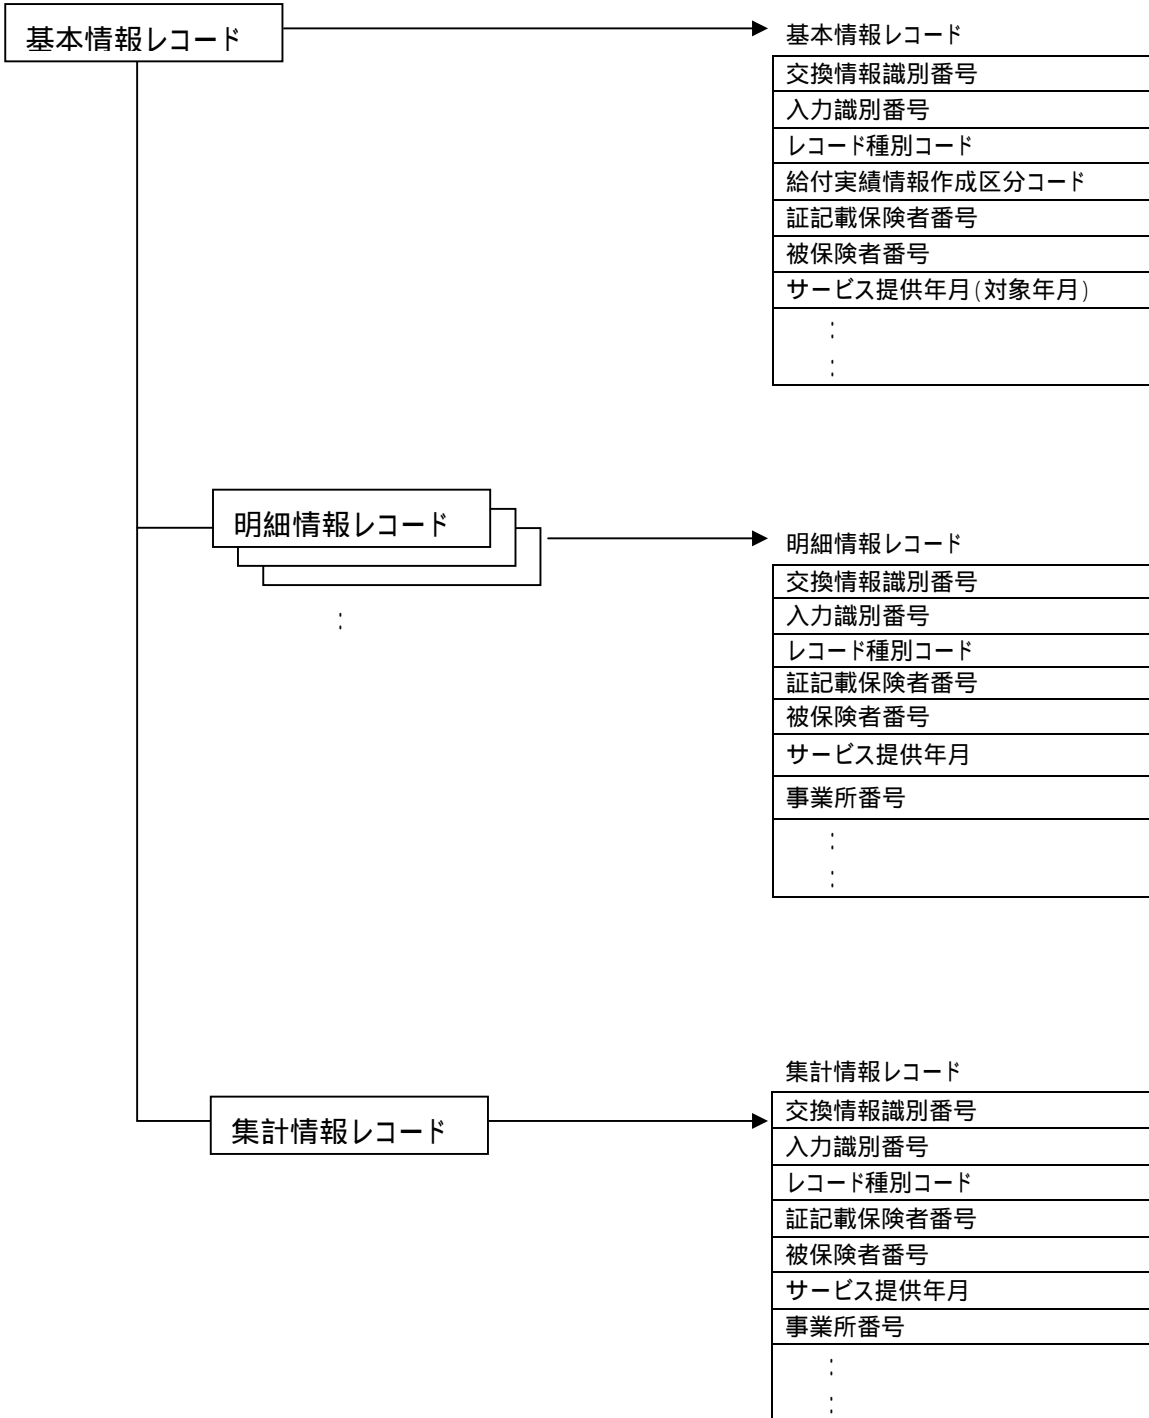 基本情報レコード
基本情報レコード
交換情報識別番号
入力識別番号
レコード種別コード
給付実績情報作成区分コード
証記載保険者番号
被保険者番号
サービス提供年月(対象年月)
:
:
明細情報レコード
:
明細情報レコード
交換情報識別番号
入力識別番号
レコード種別コード
証記載保険者番号
被保険者番号
サービス提供年月
事業所番号
:
:
集計情報レコード
集計情報レコード
交換情報識別番号
入力識別番号
レコード種別コード
証記載保険者番号
被保険者番号
サービス提供年月
事業所番号
:
: